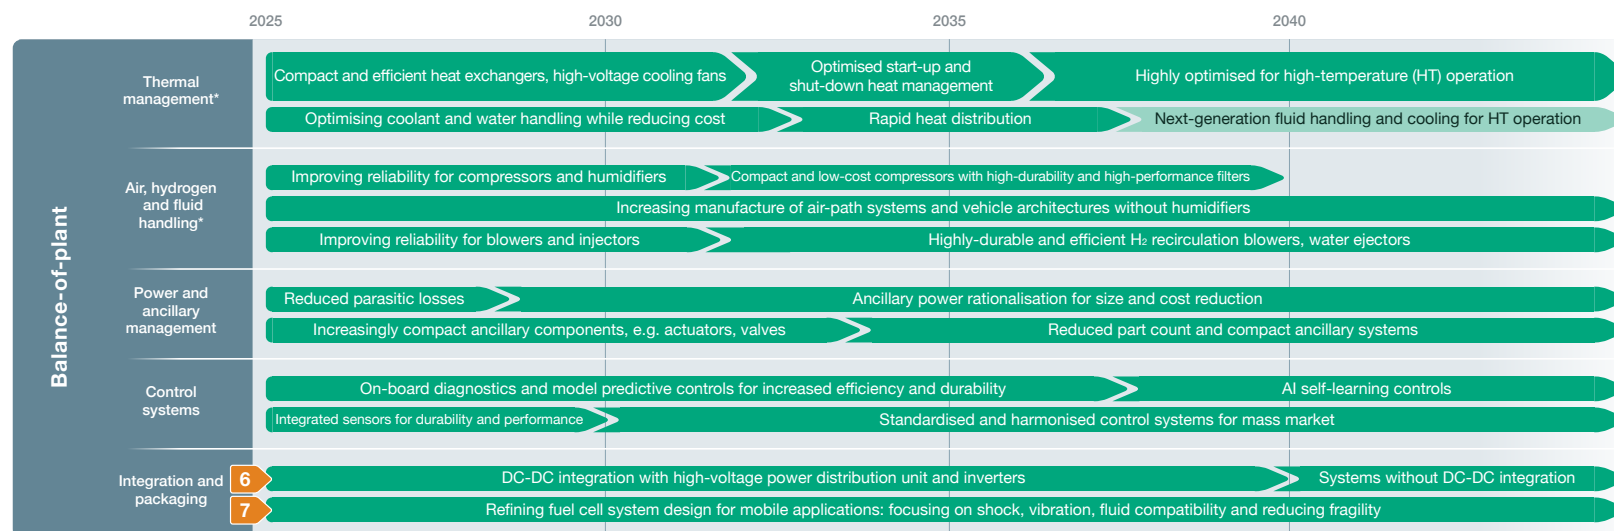 2025 2030 2035 2040
Balance-of-plant
Thermal
management*
Compact and efficient heat exchangers, high-voltage cooling fans
Optimised start-up and
shut-down heat management
Highly optimised for high-temperature (HT) operation
Optimising coolant and water handling while reducing cost
Rapid heat distribution
Next-generation fluid handling and cooling for HT operation
Air, hydrogen
and fluid
handling*
Improving reliability for compressors and humidifiers
Compact and low-cost compressors with high-durability and high-performance filters
Increasing manufacture of air-path systems and vehicle architectures without humidifiers
Improving reliability for blowers and injectors
Highly-durable and efficient H₂ recirculation blowers, water ejectors
Power and
ancillary
management
Reduced parasitic losses
Ancillary power rationalisation for size and cost reduction
Increasingly compact ancillary components, e.g. actuators, valves
Reduced part count and compact ancillary systems
Control
systems
On-board diagnostics and model predictive controls for increased efficiency and durability
AI self-learning controls
Integrated sensors for durability and performance
Standardised and harmonised control systems for mass market
Integration and
packaging
6
DC-DC integration with high-voltage power distribution unit and inverters
Systems without DC-DC integration
7
Refining fuel cell system design for mobile applications: focusing on shock, vibration, fluid compatibility and reducing fragility